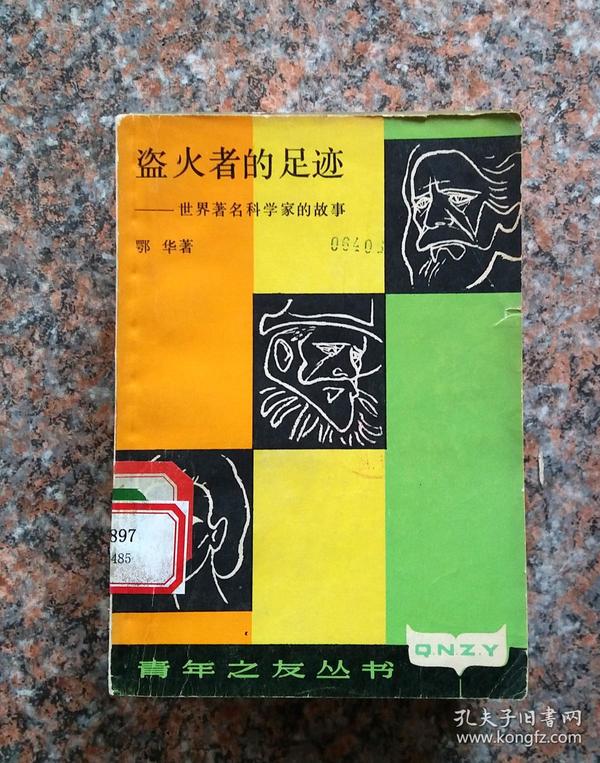 盗火者的足迹
——世界著名科学家的故事
鄂 华著
06403
897
485
青年之友丛书
Q.N.Z.Y
孔夫子旧书网
www.kongfz.com